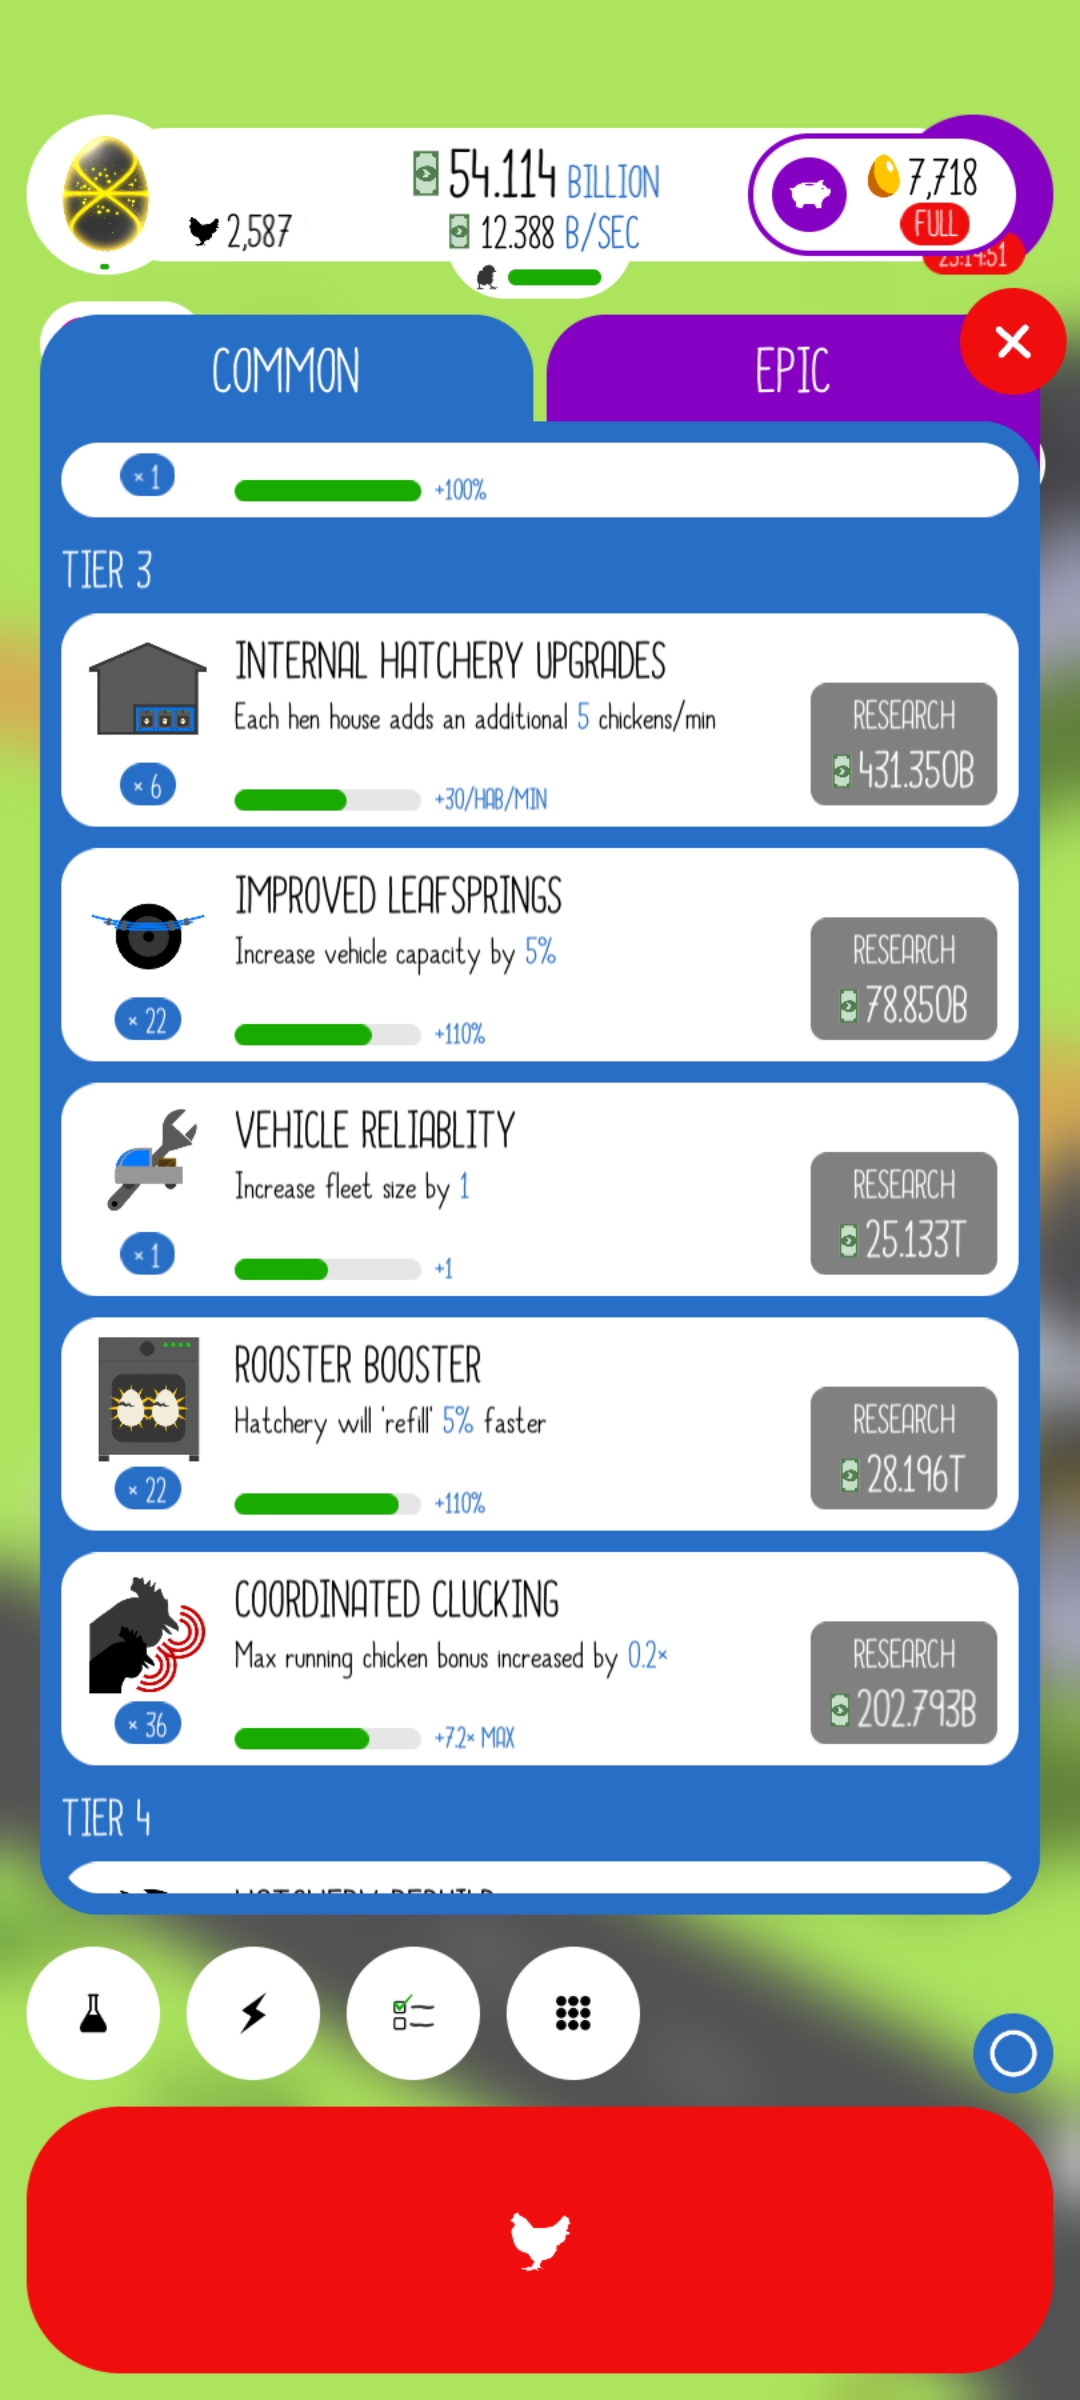 54.114 BILLION
7,718
2,587
12.388 B/SEC
FULL
23:14:51
COMMON
EPIC
× 1
+100%
TIER 3
INTERNAL HATCHERY UPGRADES
Each hen house adds an additional 5 chickens/min
RESEARCH
431.350B
× 6
+30/HAB/MIN
IMPROVED LEAFSPRINGS
Increase vehicle capacity by 5%
RESEARCH
78.850B
× 22
+110%
VEHICLE RELIABLITY
Increase fleet size by 1
RESEARCH
25.133T
× 1
+1
ROOSTER BOOSTER
Hatchery will 'refill' 5% faster
RESEARCH
28.196T
× 22
+110%
COORDINATED CLUCKING
Max running chicken bonus increased by 0.2×
RESEARCH
202.793B
× 36
+7.2× MAX
TIER 4
HATCHERY REBUILD